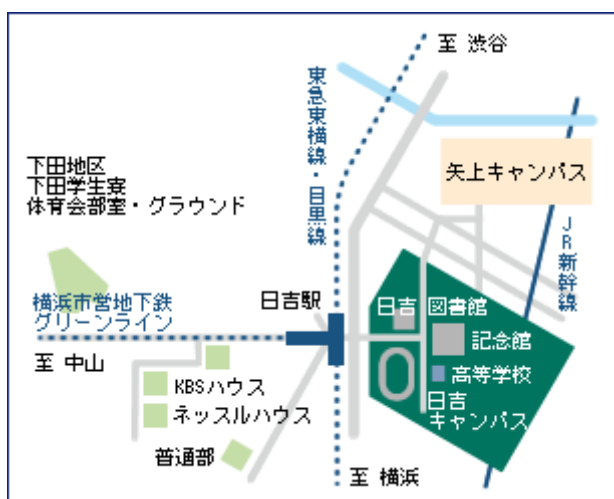 至 渋谷
東急東横線・目黒線
下田地区
下田学生寮
体育会部室・グラウンド
矢上キャンパス
JR新幹線
横浜市営地下鉄
グリーンライン
日吉駅
日吉 図書館
記念館
至 中山
高等学校
KBSハウス
日吉
キャンパス
ネッスルハウス
普通部
至 横浜